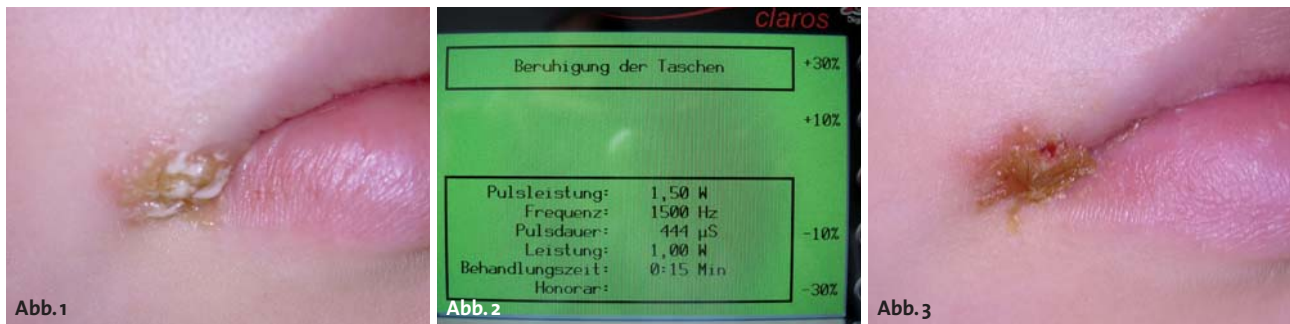 Abb. 1
claros
Beruhigung der Taschen
+30%
+10%
Pulsleistung: 1,50 W
Frequenz: 1500 Hz
Pulsdauer: 444 µS
-10%
Leistung: 1,00 W
Behandlungszeit: 0:15 Min
Honorar:
-30%
Abb. 2
Abb. 3